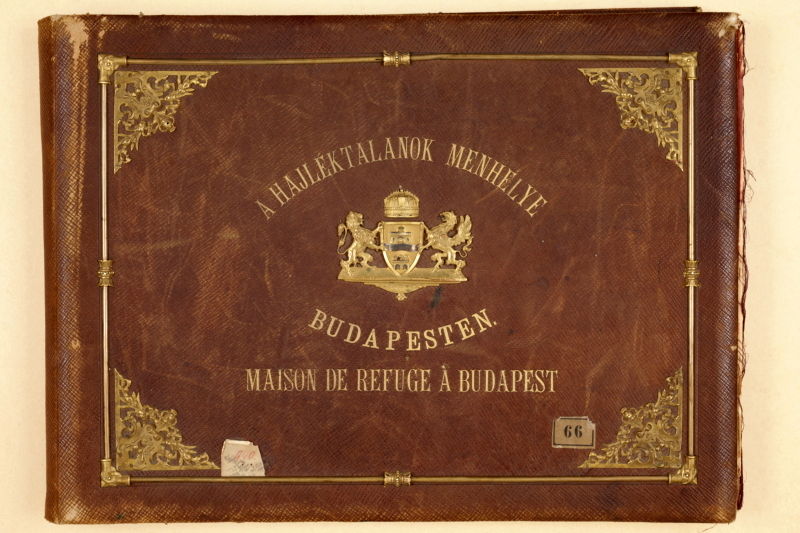 A HAJLÉKTALANOK MENHELYE
BUDAPESTEN.
MAISON DE REFUGE À BUDAPEST
66